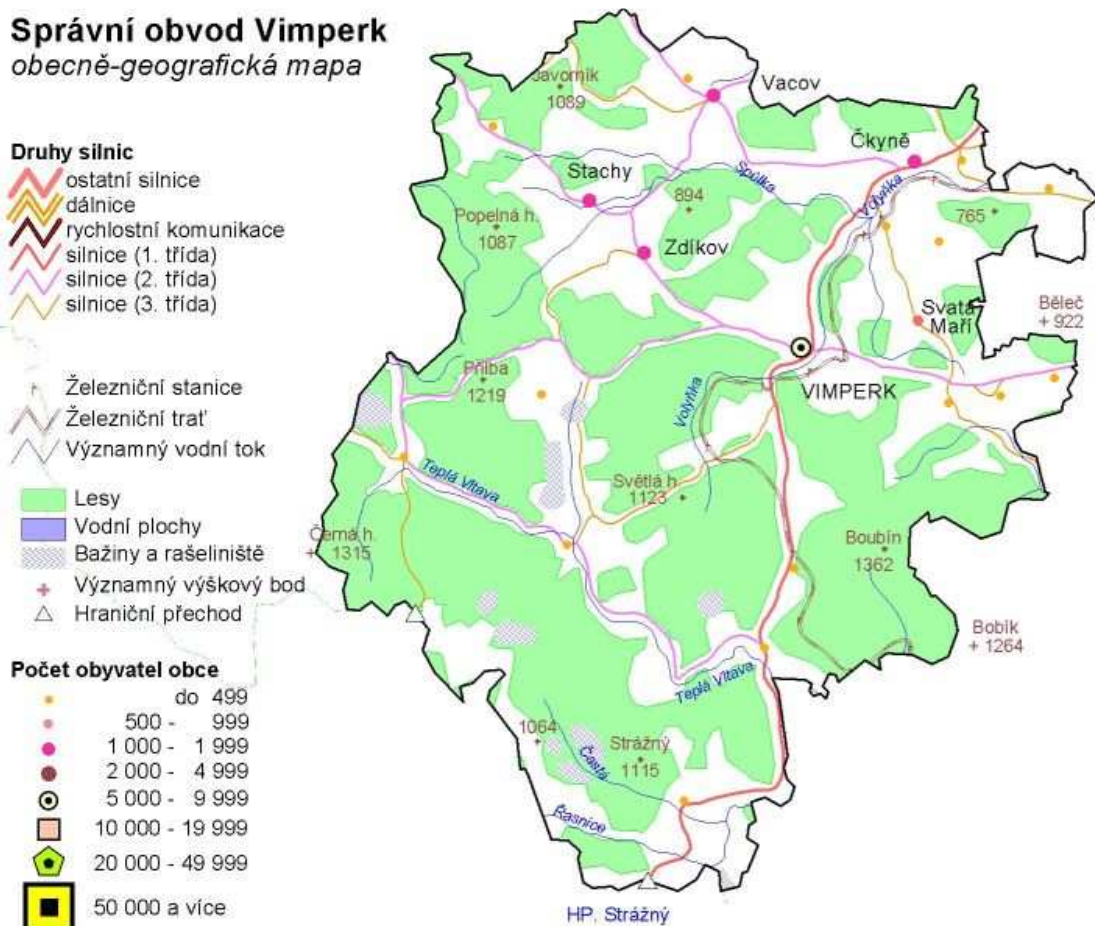 Správní obvod Vimperk
obecně-geografická mapa
Druhy silnic
ostatní silnice
dálnice
rychlostní komunikace
silnice (1. třída)
silnice (2. třída)
silnice (3. třída)
Železniční stanice
Železniční trať
Významný vodní tok
Lesy
Vodní plochy
Bažiny a rašeliniště
Významný výškový bod
Hraniční přechod
Počet obyvatel obce
do 499
500 - 999
1 000 - 1 999
2 000 - 4 999
5 000 - 9 999
10 000 - 19 999
20 000 - 49 999
50 000 a více
Javorník
1089
Vacov
Čkyně
Stachy
Spůlka
Volyňka
894
765
Popelná h.
1087
Zdíkov
Svatá
Maří
Běleč
+ 922
Přilba
1219
VIMPERK
Volyňka
Teplá Vltava
Světlá h.
1123
Černá h.
+ 1315
Boubín
1362
Bobík
+ 1264
Teplá Vltava
1064
Strážný
1115
Častá
Řasnice
HP. Strážný